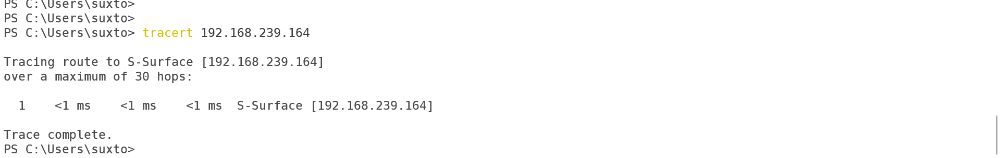 PS C:\Users\suxto>
PS C:\Users\suxto>
PS C:\Users\suxto> tracert 192.168.239.164
Tracing route to S-Surface [192.168.239.164]
over a maximum of 30 hops:
  1    <1 ms    <1 ms    <1 ms  S-Surface [192.168.239.164]
Trace complete.
PS C:\Users\suxto>